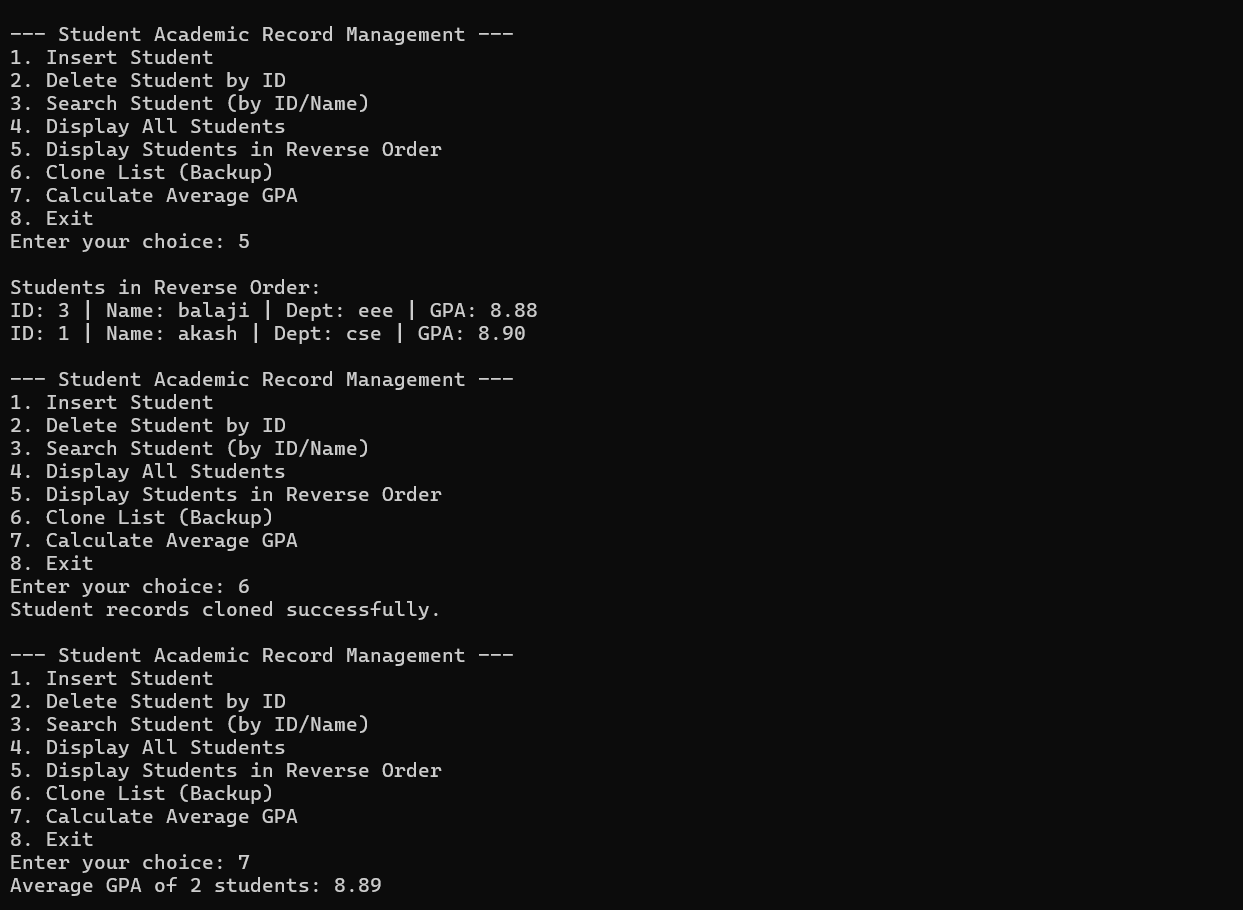 --- Student Academic Record Management ---
1. Insert Student
2. Delete Student by ID
3. Search Student (by ID/Name)
4. Display All Students
5. Display Students in Reverse Order
6. Clone List (Backup)
7. Calculate Average GPA
8. Exit
Enter your choice: 5
Students in Reverse Order:
ID: 3 | Name: balaji | Dept: eee | GPA: 8.88
ID: 1 | Name: akash | Dept: cse | GPA: 8.90
--- Student Academic Record Management ---
1. Insert Student
2. Delete Student by ID
3. Search Student (by ID/Name)
4. Display All Students
5. Display Students in Reverse Order
6. Clone List (Backup)
7. Calculate Average GPA
8. Exit
Enter your choice: 6
Student records cloned successfully.
--- Student Academic Record Management ---
1. Insert Student
2. Delete Student by ID
3. Search Student (by ID/Name)
4. Display All Students
5. Display Students in Reverse Order
6. Clone List (Backup)
7. Calculate Average GPA
8. Exit
Enter your choice: 7
Average GPA of 2 students: 8.89